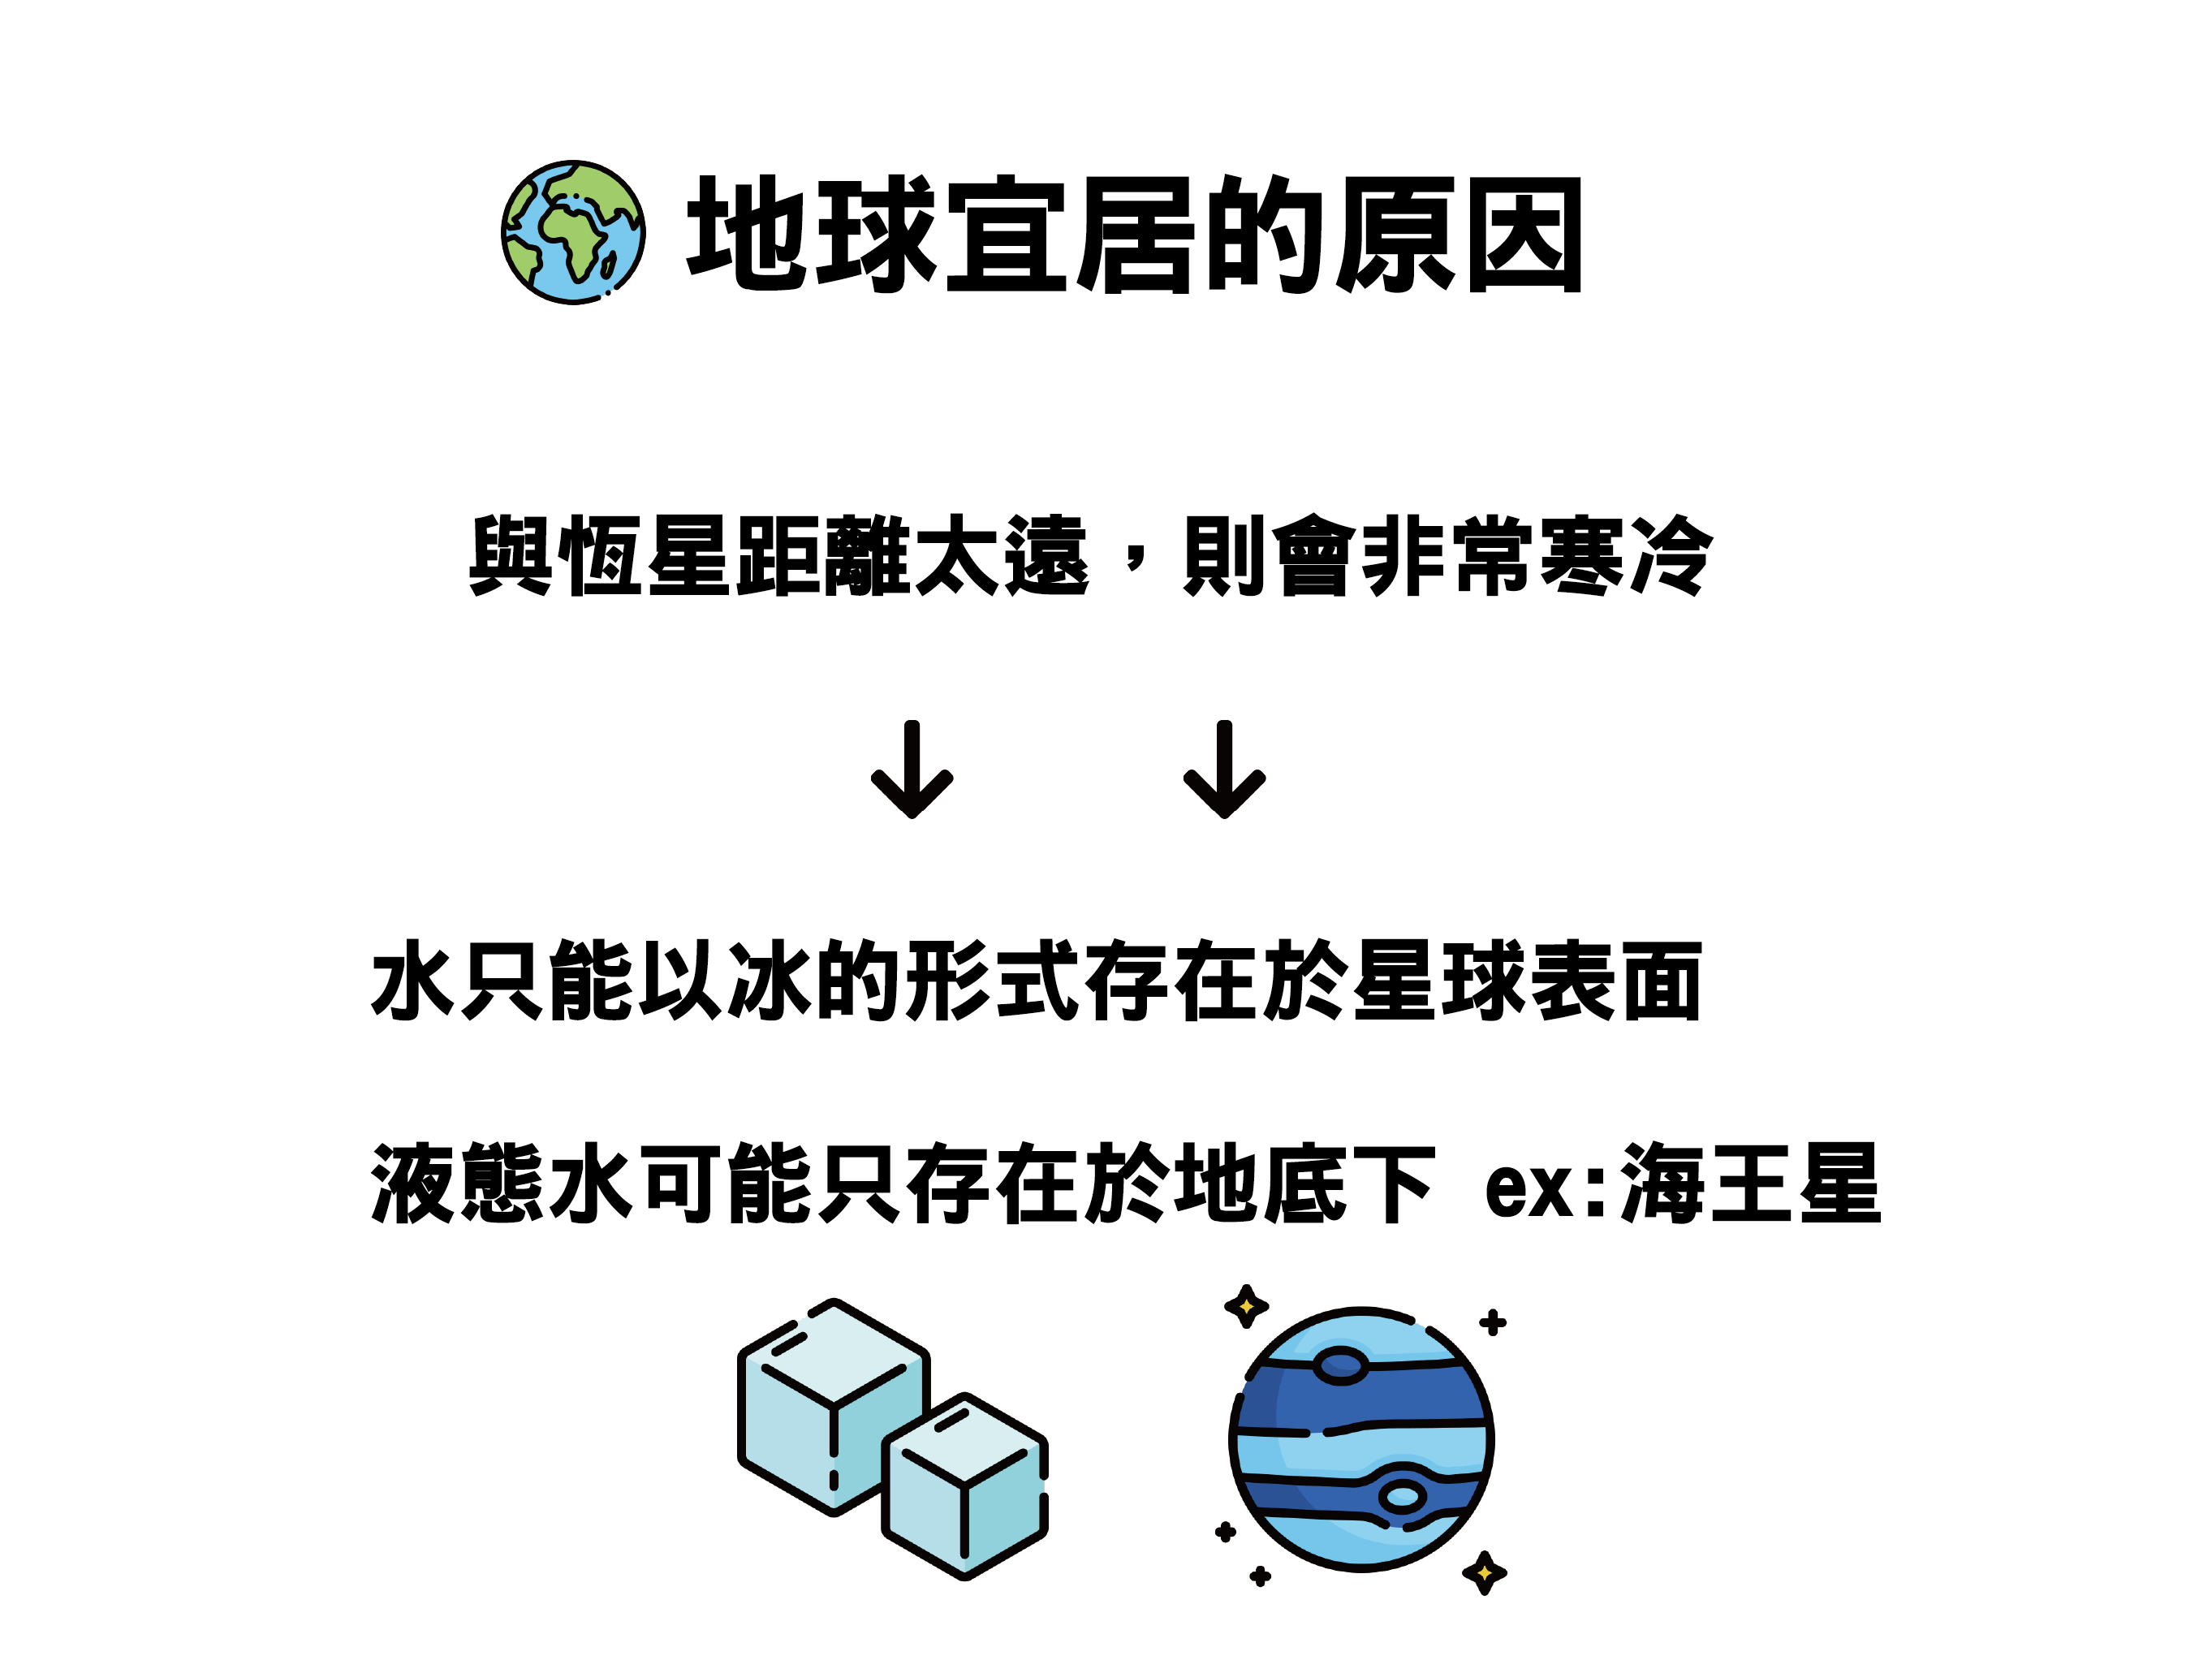 地球宜居的原因
與恆星距離太遠，則會非常寒冷
水只能以冰的形式存在於星球表面
液態水可能只存在於地底下 ex:海王星